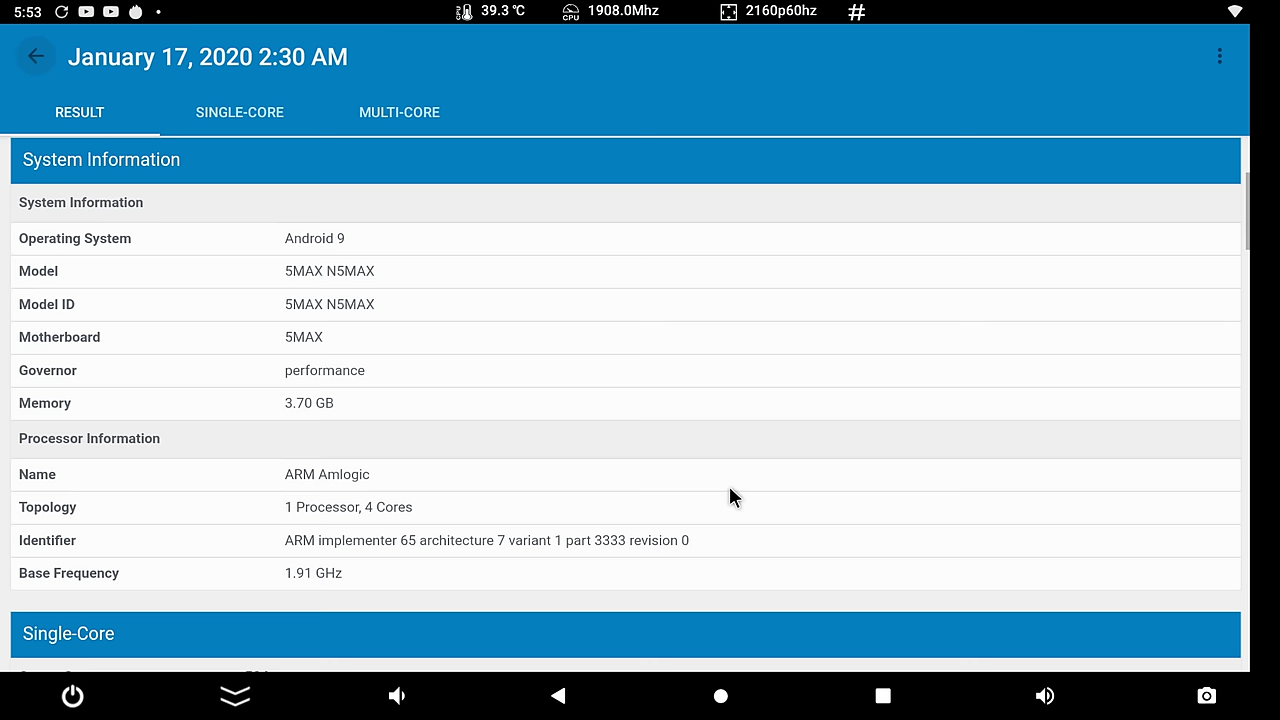 5:53 39.3 ℃ 1908.0Mhz 2160p60hz #
CPU CPU
January 17, 2020 2:30 AM
RESULT SINGLE-CORE MULTI-CORE
System Information
System Information
Operating System Android 9
Model 5MAX N5MAX
Model ID 5MAX N5MAX
Motherboard 5MAX
Governor performance
Memory 3.70 GB
Processor Information
Name ARM Amlogic
Topology 1 Processor, 4 Cores
Identifier ARM implementer 65 architecture 7 variant 1 part 3333 revision 0
Base Frequency 1.91 GHz
Single-Core